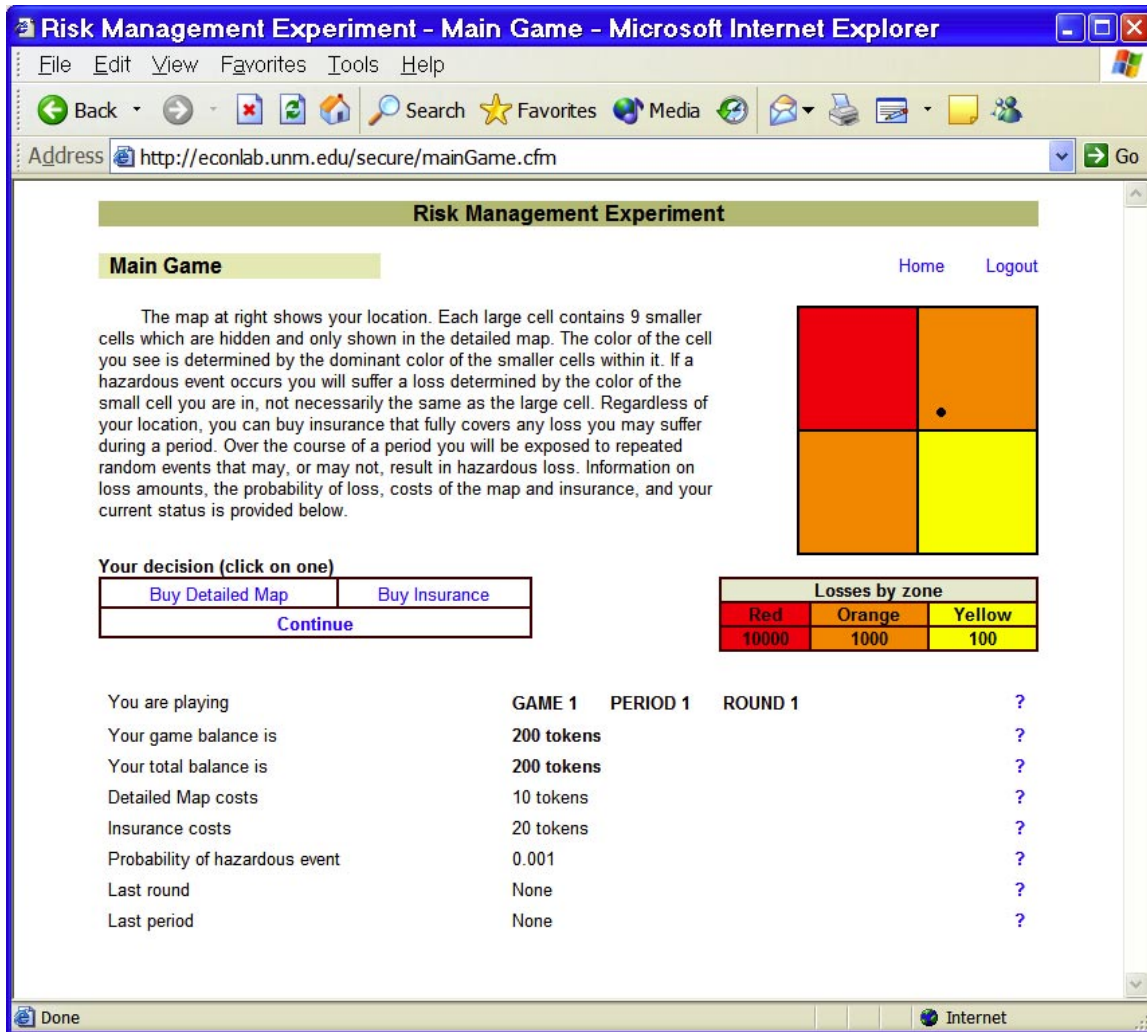 Risk Management Experiment - Main Game - Microsoft Internet Explorer
File Edit View Favorites Tools Help
Back Search Favorites Media
Address http://econlab.unm.edu/secure/mainGame.cfm Go
Risk Management Experiment
Main Game Home Logout
The map at right shows your location. Each large cell contains 9 smaller
cells which are hidden and only shown in the detailed map. The color of the cell
you see is determined by the dominant color of the smaller cells within it. If a
hazardous event occurs you will suffer a loss determined by the color of the
small cell you are in, not necessarily the same as the large cell. Regardless of
your location, you can buy insurance that fully covers any loss you may suffer
during a period. Over the course of a period you will be exposed to repeated
random events that may, or may not, result in hazardous loss. Information on
loss amounts, the probability of loss, costs of the map and insurance, and your
current status is provided below.
Your decision (click on one)
Buy Detailed Map Buy Insurance
Continue
Losses by zone
Red Orange Yellow
10000 1000 100
You are playing GAME 1 PERIOD 1 ROUND 1 ?
Your game balance is 200 tokens ?
Your total balance is 200 tokens ?
Detailed Map costs 10 tokens ?
Insurance costs 20 tokens ?
Probability of hazardous event 0.001 ?
Last round None ?
Last period None ?
Done Internet